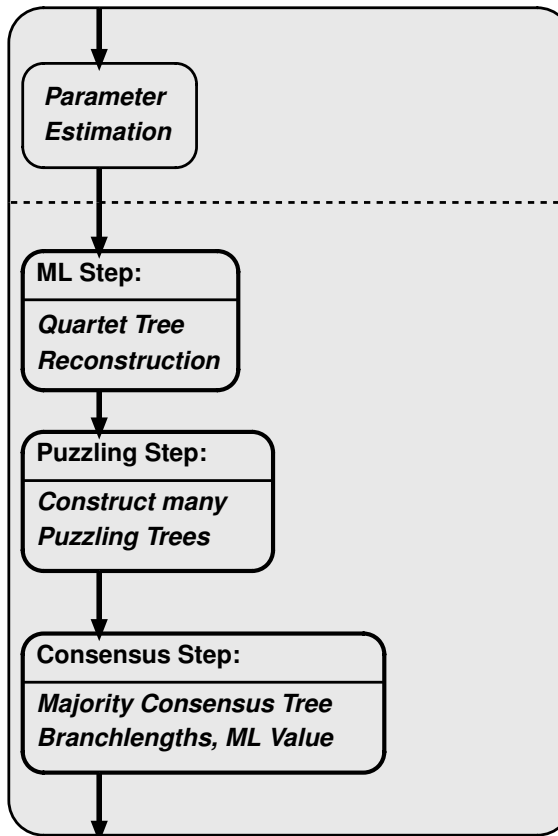 Parameter
Estimation
ML Step:
Quartet Tree
Reconstruction
Puzzling Step:
Construct many
Puzzling Trees
Consensus Step:
Majority Consensus Tree
Branchlengths, ML Value